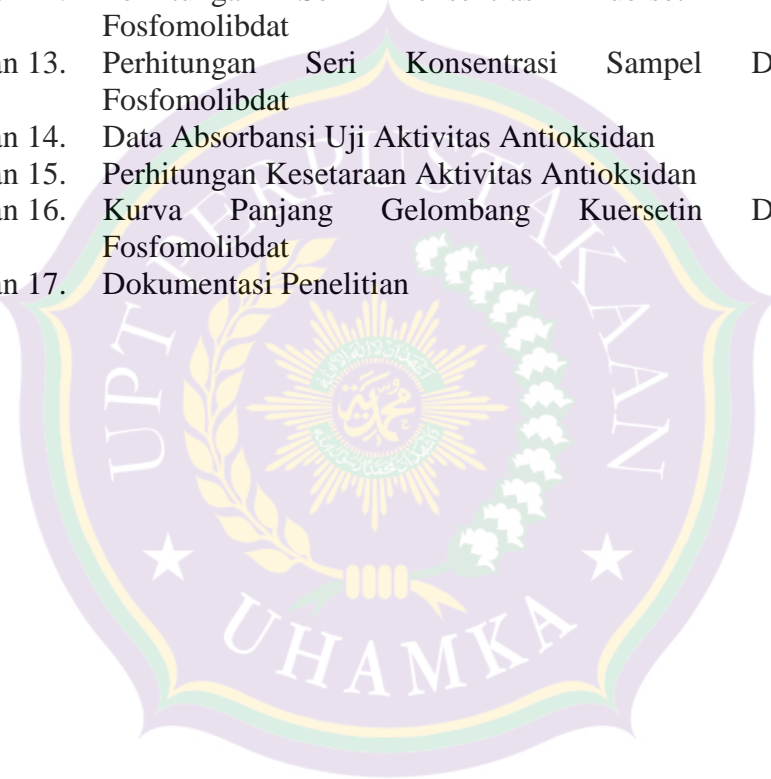 Fosfomolibdat
an 13. Perhitungan Seri Konsentrasi Sampel D
Fosfomolibdat
an 14. Data Absorbansi Uji Aktivitas Antioksidan
an 15. Perhitungan Kesetaraan Aktivitas Antioksidan
an 16. Kurva Panjang Gelombang Kuersetin D
Fosfomolibdat
an 17. Dokumentasi Penelitian
UPT PERPUSTAKAAN
UHAMKA